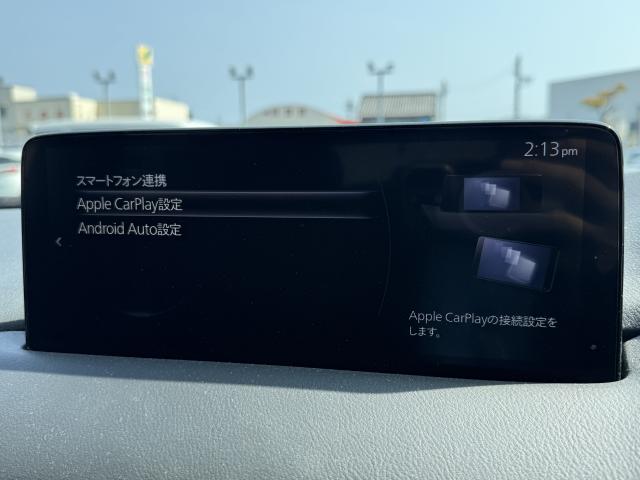 2:13 pm
スマートフォン連携
Apple CarPlay設定
Android Auto設定
Apple CarPlayの接続設定を
します。